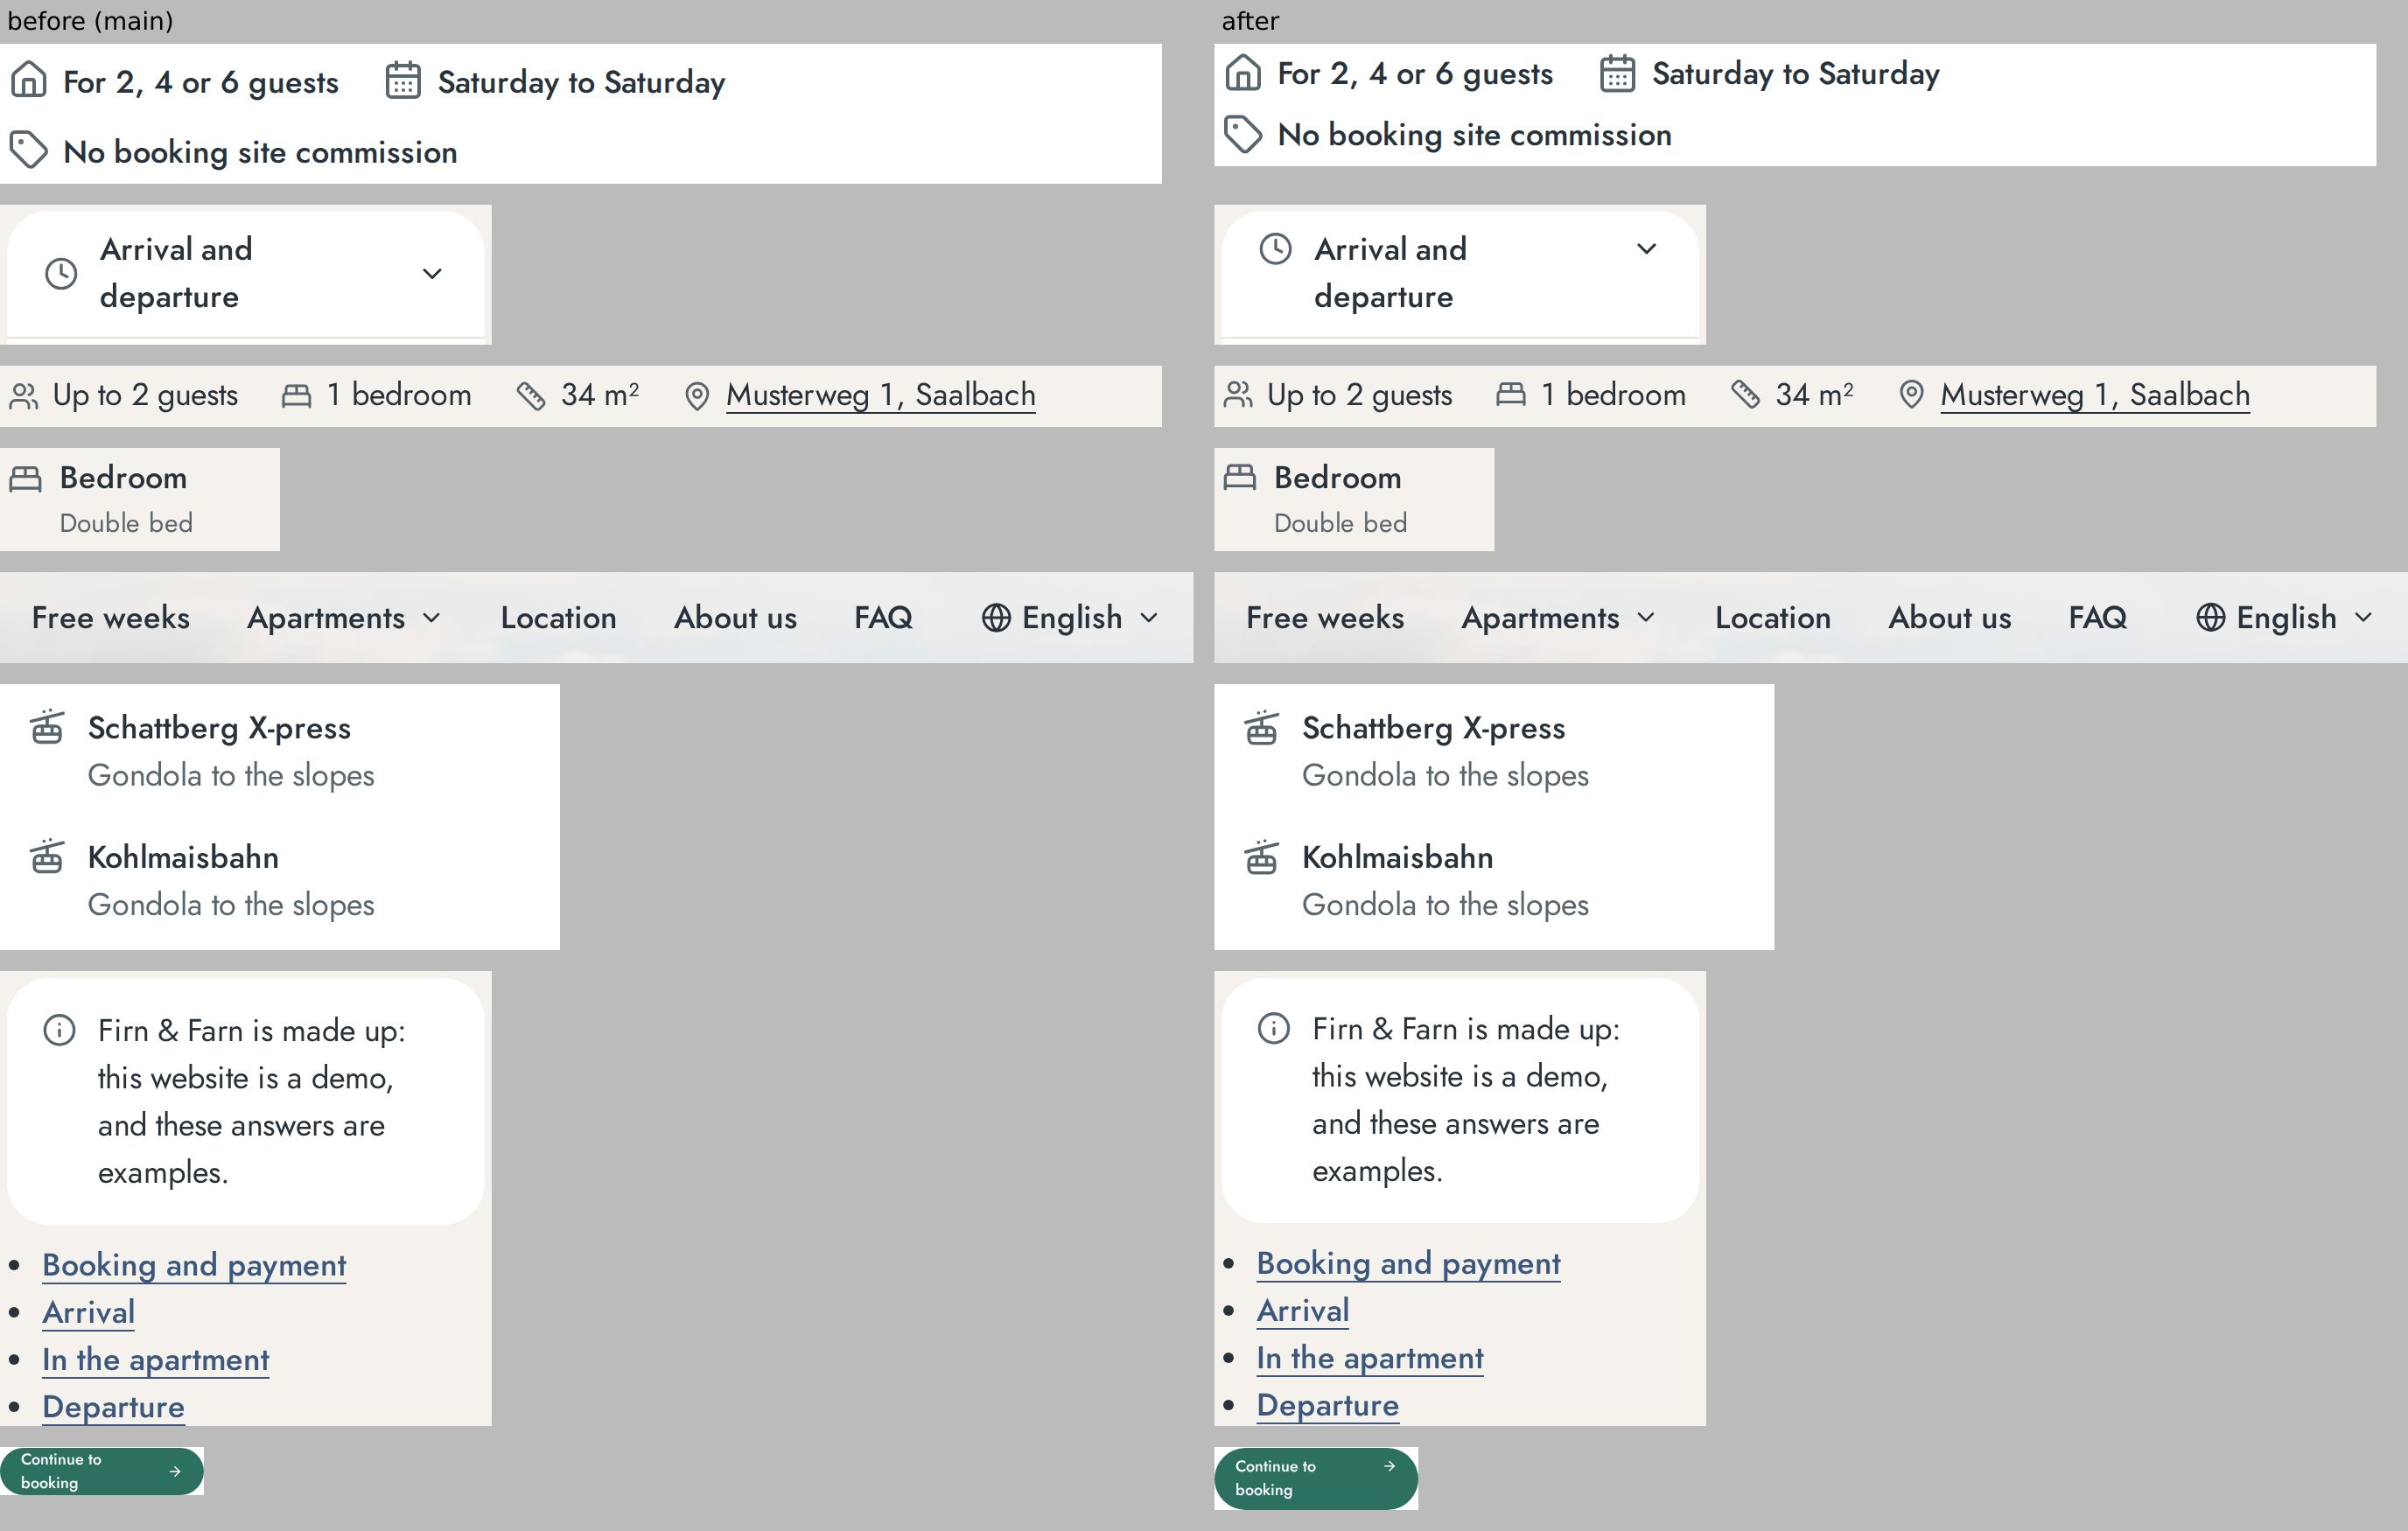 before (main)
For 2, 4 or 6 guests Saturday to Saturday
No booking site commission
Arrival and
departure
Up to 2 guests 1 bedroom 34 m² Musterweg 1, Saalbach
Bedroom
Double bed
Free weeks Apartments Location About us FAQ English
Schattberg X-press
Gondola to the slopes
Kohlmaisbahn
Gondola to the slopes
Firn & Farn is made up:
this website is a demo,
and these answers are
examples.
Booking and payment
Arrival
In the apartment
Departure
Continue to
booking
after
For 2, 4 or 6 guests Saturday to Saturday
No booking site commission
Arrival and
departure
Up to 2 guests 1 bedroom 34 m² Musterweg 1, Saalbach
Bedroom
Double bed
Free weeks Apartments Location About us FAQ English
Schattberg X-press
Gondola to the slopes
Kohlmaisbahn
Gondola to the slopes
Firn & Farn is made up:
this website is a demo,
and these answers are
examples.
Booking and payment
Arrival
In the apartment
Departure
Continue to
booking